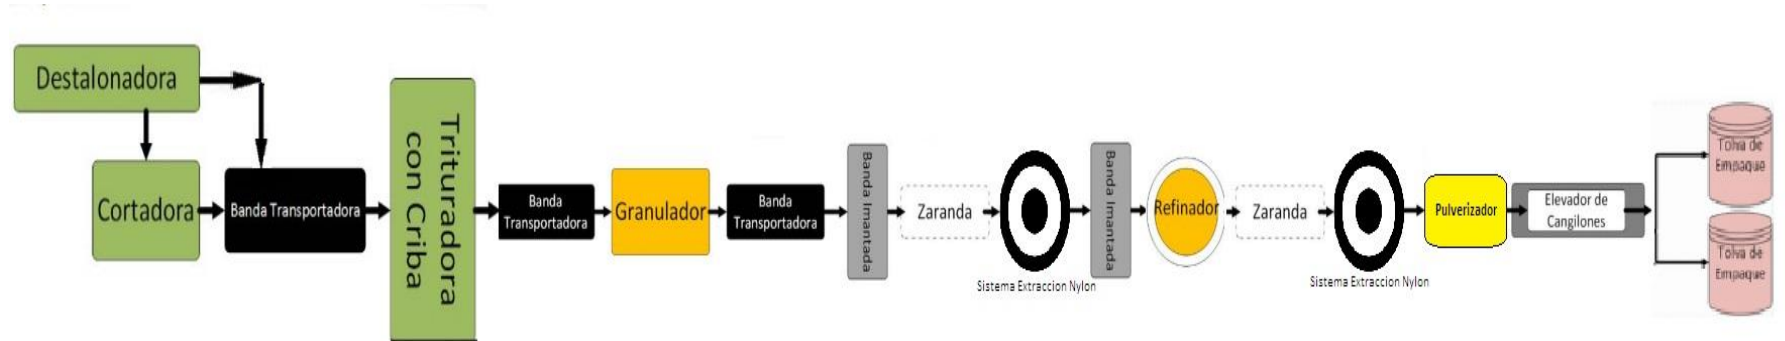 Destalonadora
Cortadora
Banda Transportadora
Trituradora
con Criba
Banda
Transportadora
Granulador
Banda
Transportadora
Banda Imantada
Zaranda
Sistema Extraccion Nylon
Banda Imantada
Refinador
Zaranda
Sistema Extraccion Nylon
Pulverizador
Elevador de
Cangilones
Tolva de
Empaque
Tolva de
Empaque